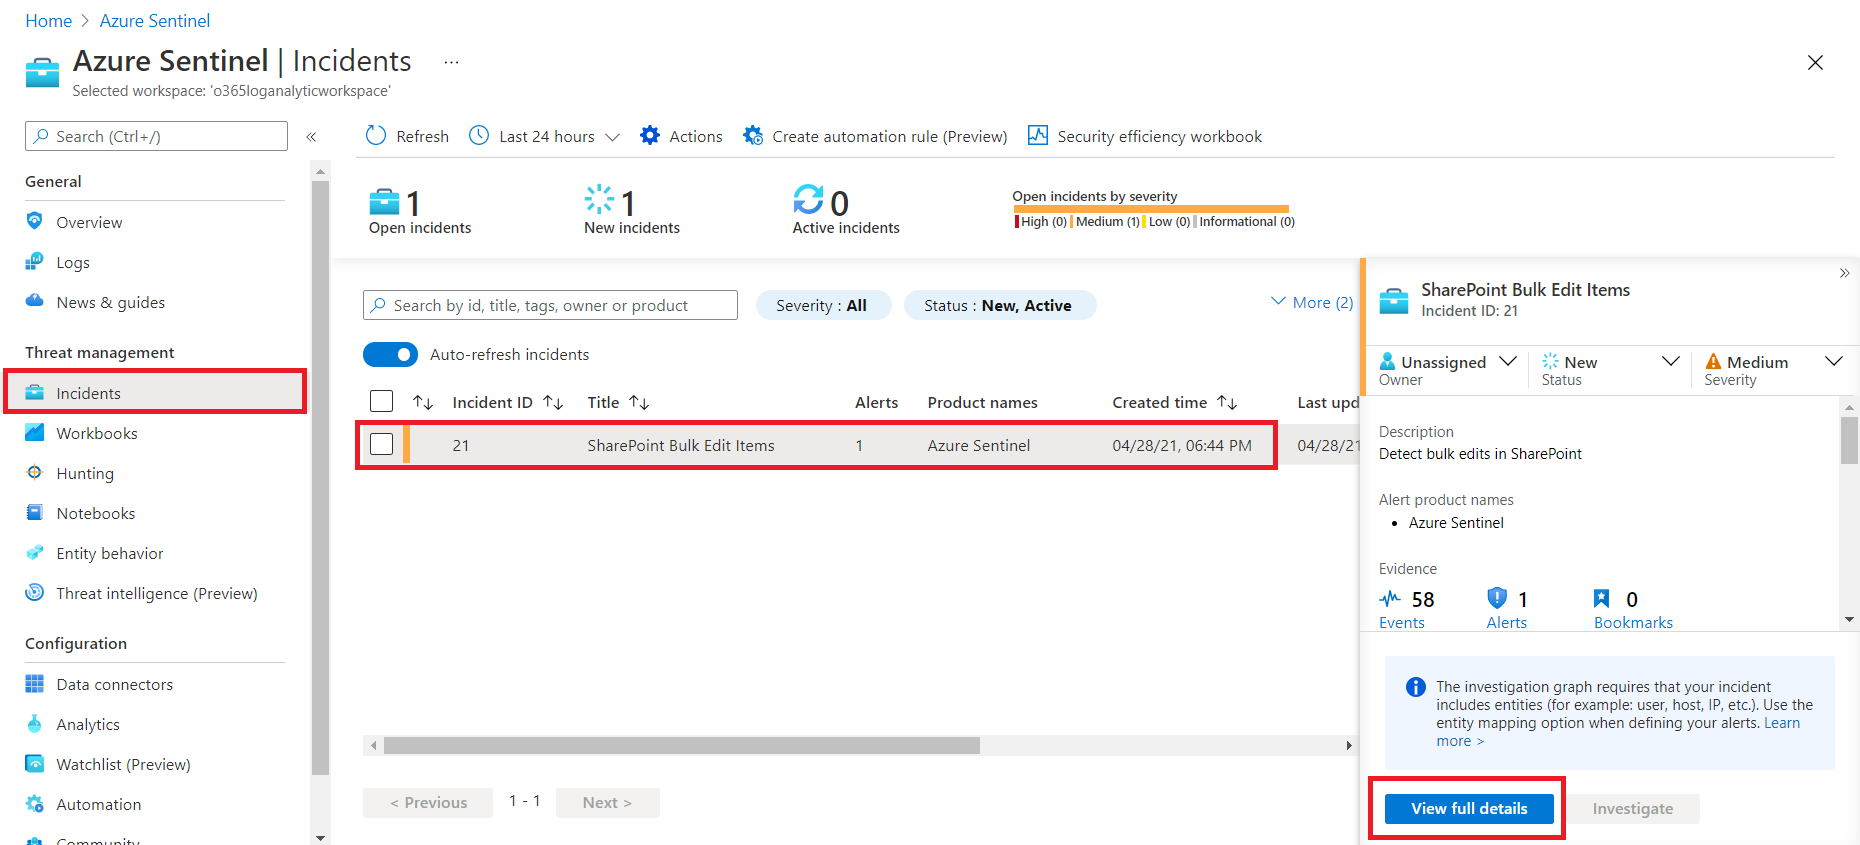 Home > Azure Sentinel
Azure Sentinel | Incidents ...
Selected workspace: 'o365loganalyticworkspace'
Search (Ctrl+/)
«
General
Overview
Logs
News & guides
Threat management
Incidents
Workbooks
Hunting
Notebooks
Entity behavior
Threat intelligence (Preview)
Configuration
Data connectors
Analytics
Watchlist (Preview)
Automation
Community
Refresh Last 24 hours Actions Create automation rule (Preview) Security efficiency workbook
1
Open incidents
1
New incidents
0
Active incidents
Open incidents by severity
High (0) Medium (1) Low (0) Informational (0)
Search by id, title, tags, owner or product
Severity : All
Status : New, Active
More (2)
Auto-refresh incidents
Incident ID Title Alerts Product names Created time Last upd
21 SharePoint Bulk Edit Items 1 Azure Sentinel 04/28/21, 06:44 PM 04/28/21
< Previous 1 - 1 Next >
»
SharePoint Bulk Edit Items
Incident ID: 21
Unassigned
Owner
New
Status
Medium
Severity
Description
Detect bulk edits in SharePoint
Alert product names
• Azure Sentinel
Evidence
58
Events
1
Alerts
0
Bookmarks
The investigation graph requires that your incident
includes entities (for example: user, host, IP, etc.). Use the
entity mapping option when defining your alerts. Learn
more >
View full details
Investigate